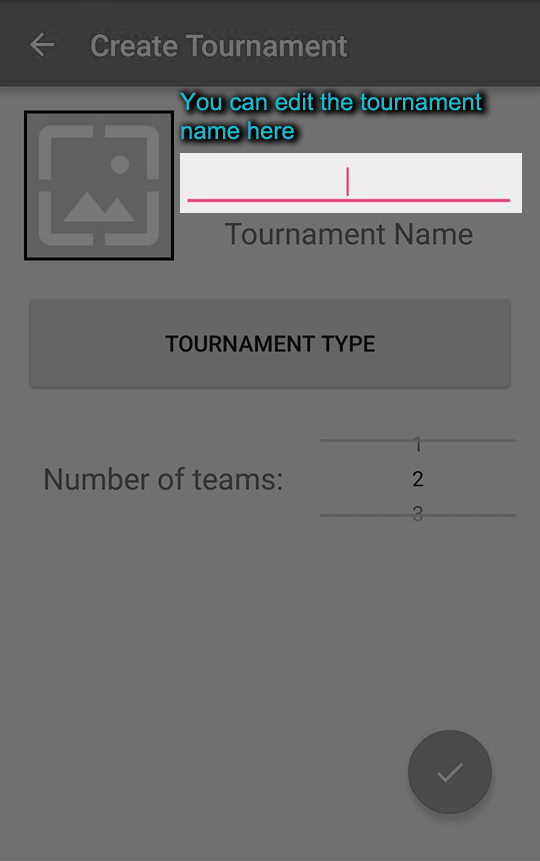 Create Tournament
You can edit the tournament
name here
Tournament Name
TOURNAMENT TYPE
1
Number of teams: 2
3